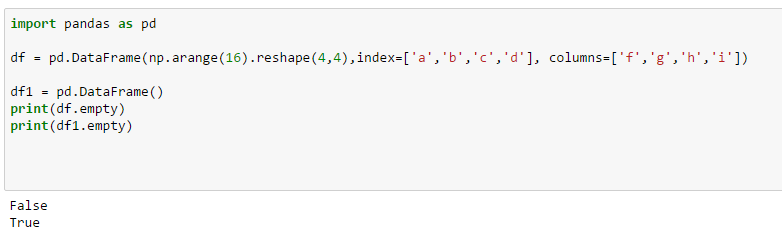 import pandas as pd
df = pd.DataFrame(np.arange(16).reshape(4,4),index=['a','b','c','d'], columns=['f','g','h','i'])
df1 = pd.DataFrame()
print(df.empty)
print(df1.empty)
False
True